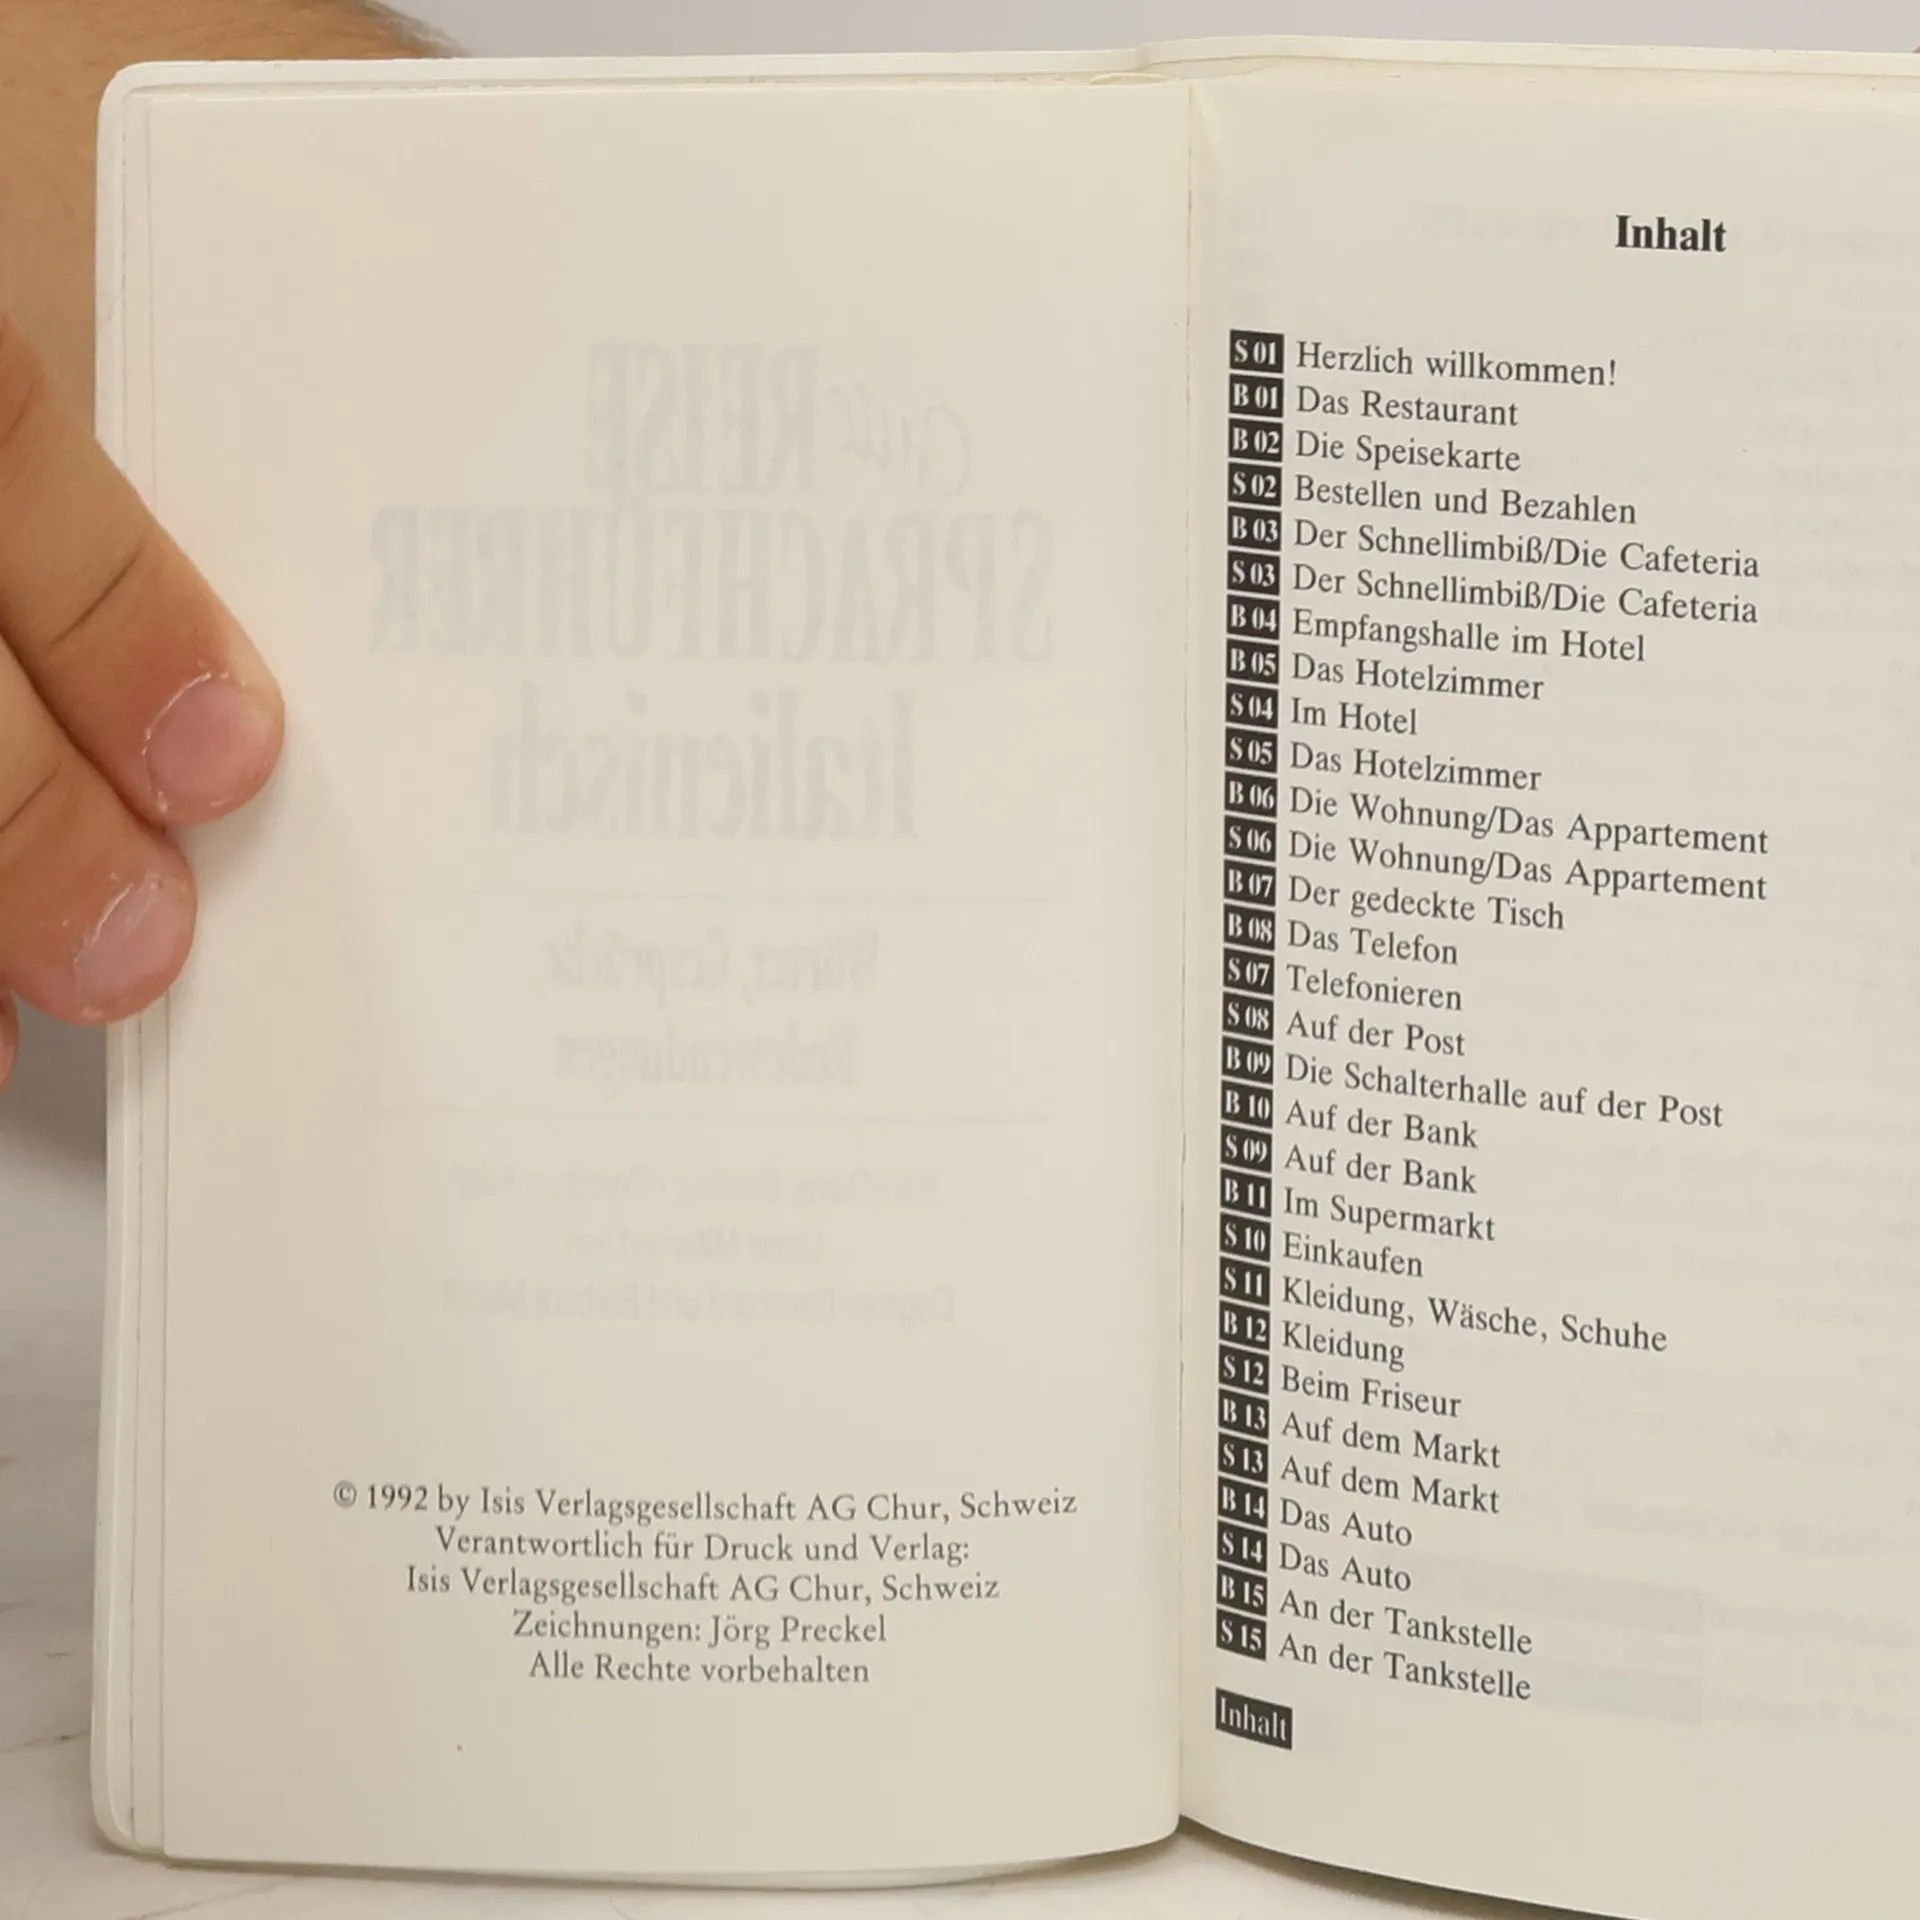 Gute REISE
SPRACHFÜHRER
Italienisch
Wörter, Gespräche,
Redewendungen
© 1992 by Isis Verlagsgesellschaft AG Chur, Schweiz
Verantwortlich für Druck und Verlag:
Isis Verlagsgesellschaft AG Chur, Schweiz
Zeichnungen: Jörg Preckel
Alle Rechte vorbehalten
Inhalt
S 01 Herzlich willkommen!
B 01 Das Restaurant
B 02 Die Speisekarte
S 02 Bestellen und Bezahlen
B 03 Der Schnellimbiß/Die Cafeteria
S 03 Der Schnellimbiß/Die Cafeteria
B 04 Empfangshalle im Hotel
B 05 Das Hotelzimmer
S 04 Im Hotel
S 05 Das Hotelzimmer
B 06 Die Wohnung/Das Appartement
S 06 Die Wohnung/Das Appartement
B 07 Der gedeckte Tisch
B 08 Das Telefon
S 07 Telefonieren
S 08 Auf der Post
B 09 Die Schalterhalle auf der Post
B 10 Auf der Bank
S 09 Auf der Bank
B 11 Im Supermarkt
S 10 Einkaufen
S 11 Kleidung, Wäsche, Schuhe
B 12 Kleidung
S 12 Beim Friseur
B 13 Auf dem Markt
S 13 Auf dem Markt
B 14 Das Auto
S 14 Das Auto
B 15 An der Tankstelle
S 15 An der Tankstelle
Inhalt